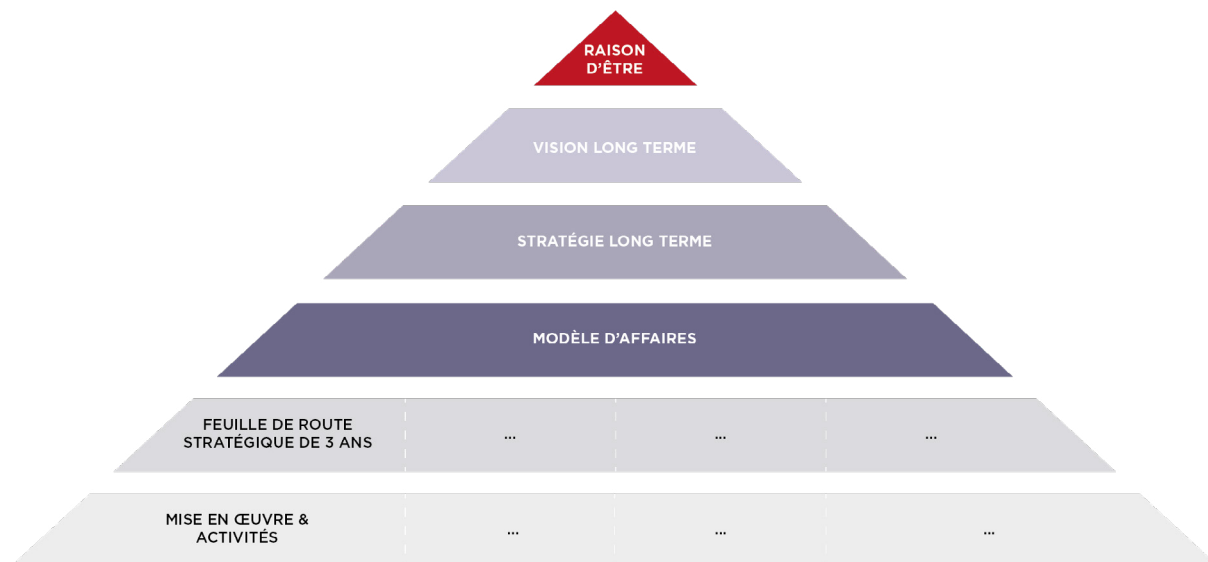 RAISON
D’ÊTRE
VISION LONG TERME
STRATÉGIE LONG TERME
MODÈLE D’AFFAIRES
FEUILLE DE ROUTE
STRATÉGIQUE DE 3 ANS
... ... ...
MISE EN ŒUVRE &
ACTIVITÉS
... ... ...